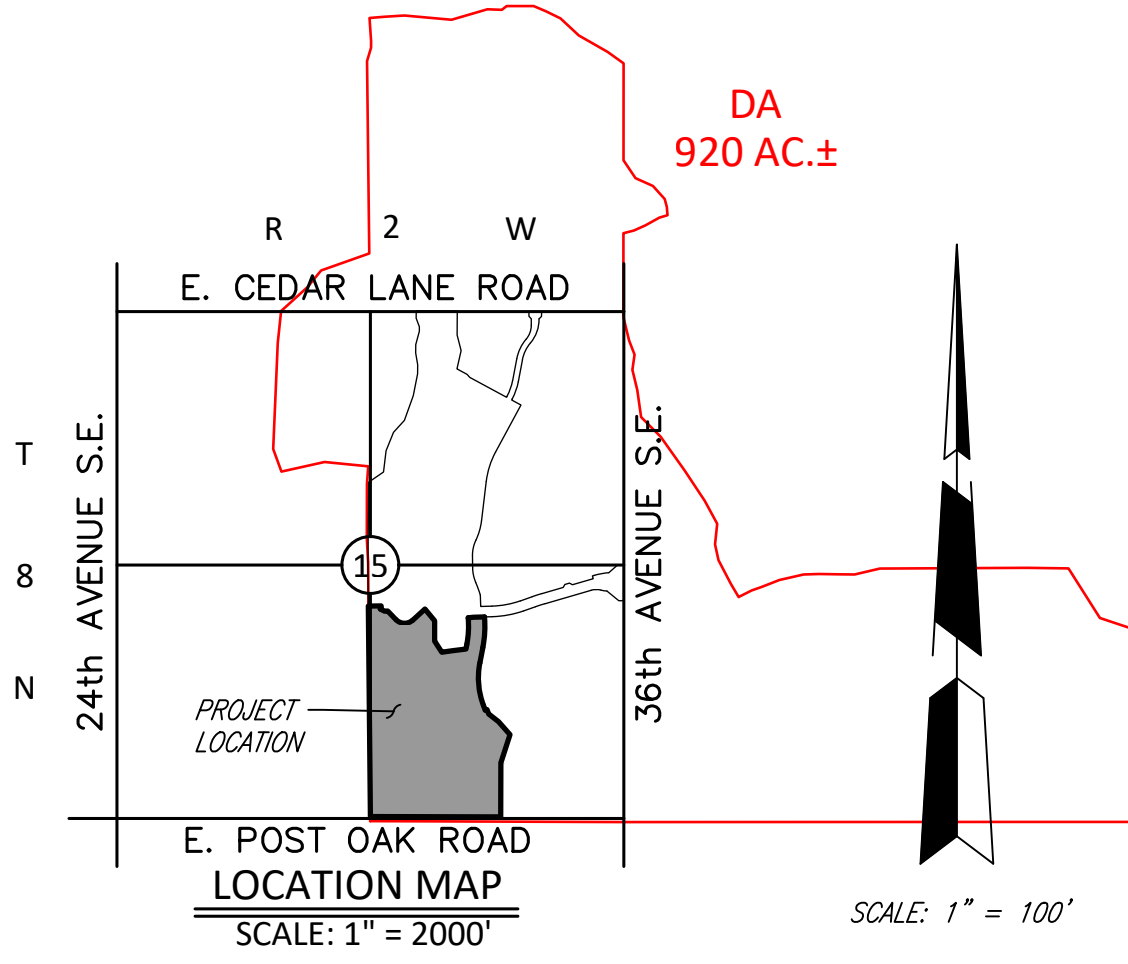 DA
920 AC.±
R 2 W
E. CEDAR LANE ROAD
T
8
N
24th AVENUE S.E.
36th AVENUE S.E.
15
PROJECT
LOCATION
E. POST OAK ROAD
LOCATION MAP
SCALE: 1" = 2000'
SCALE: 1" = 100'